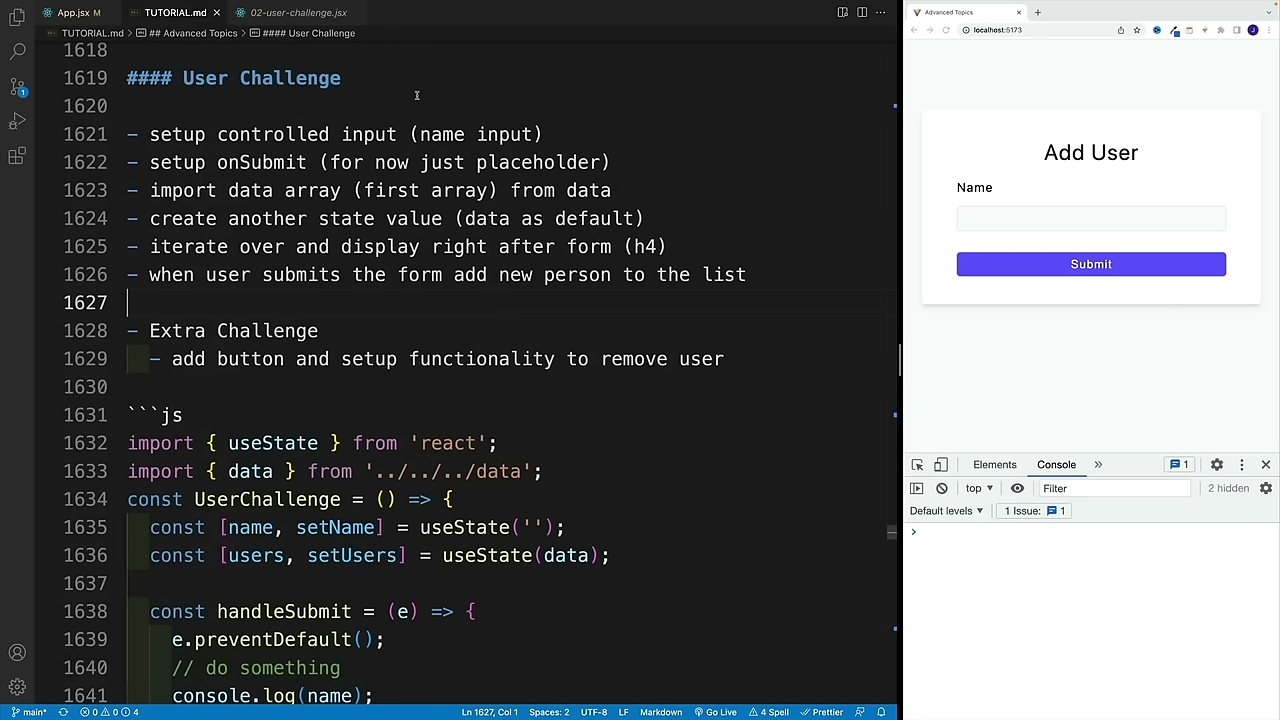 App.jsx M
TUTORIAL.md
02-user-challenge.jsx
TUTORIAL.md > ## Advanced Topics > #### User Challenge
1618
1619 #### User Challenge
1620
1621 - setup controlled input (name input)
1622 - setup onSubmit (for now just placeholder)
1623 - import data array (first array) from data
1624 - create another state value (data as default)
1625 - iterate over and display right after form (h4)
1626 - when user submits the form add new person to the list
1627
1628 - Extra Challenge
1629 - add button and setup functionality to remove user
1630
1631 ```js
1632 import { useState } from 'react';
1633 import { data } from '../../../data';
1634 const UserChallenge = () => {
1635 const [name, setName] = useState('');
1636 const [users, setUsers] = useState(data);
1637
1638 const handleSubmit = (e) => {
1639 e.preventDefault();
1640 // do something
1641 console.log(name);
main*
0 0 4
Ln 1627, Col 1
Spaces: 2
UTF-8
LF
Markdown
Go Live
4 Spell
Prettier
1
Advanced Topics
localhost:5173
J
Add User
Name
Submit
Elements
Console
1
top
Filter
2 hidden
Default levels
1 Issue: 1